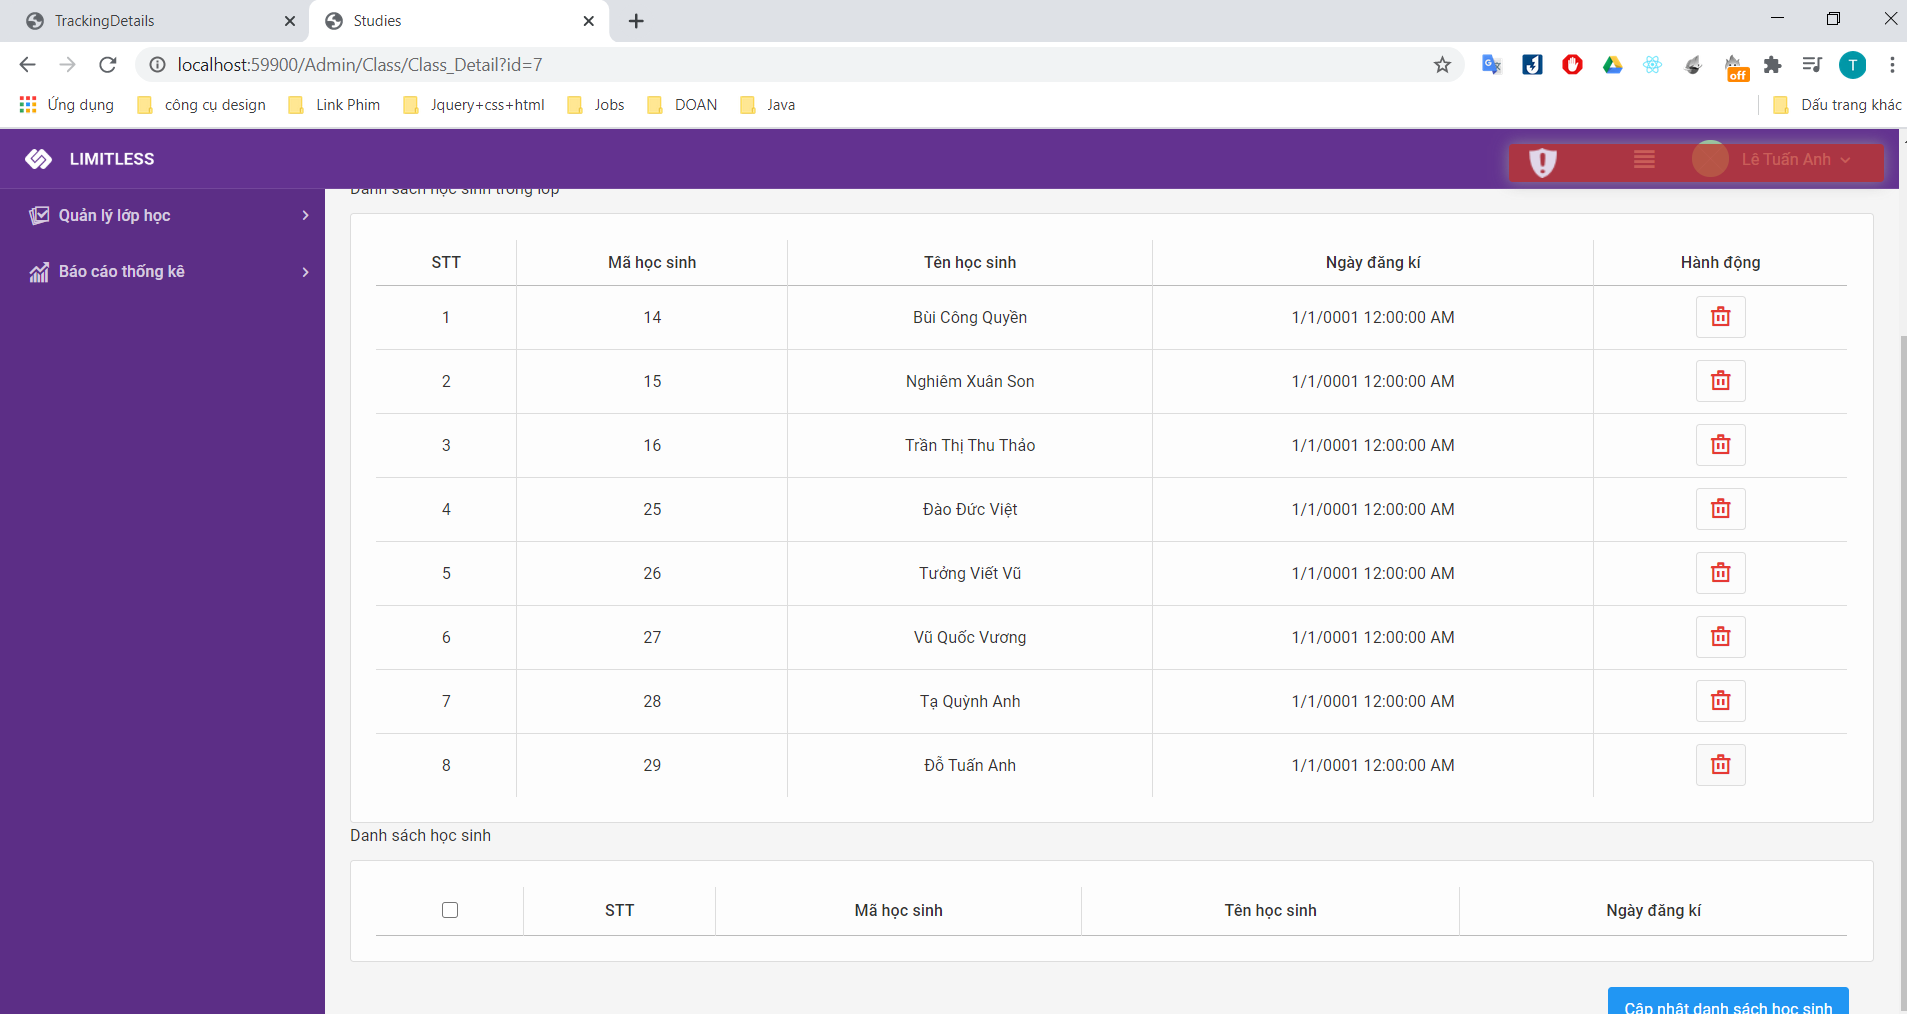 TrackingDetails
Studies
localhost:59900/Admin/Class/Class_Detail?id=7
off
T
Ứng dụng công cụ design Link Phim Jquery+css+html Jobs DOAN Java Dấu trang khác
LIMITLESS
Lê Tuấn Anh
Danh sách học sinh trong lớp
Quản lý lớp học
Báo cáo thống kê
STT Mã học sinh Tên học sinh Ngày đăng kí Hành động
1 14 Bùi Công Quyền 1/1/0001 12:00:00 AM
2 15 Nghiêm Xuân Son 1/1/0001 12:00:00 AM
3 16 Trần Thị Thu Thảo 1/1/0001 12:00:00 AM
4 25 Đào Đức Việt 1/1/0001 12:00:00 AM
5 26 Tưởng Viết Vũ 1/1/0001 12:00:00 AM
6 27 Vũ Quốc Vương 1/1/0001 12:00:00 AM
7 28 Tạ Quỳnh Anh 1/1/0001 12:00:00 AM
8 29 Đỗ Tuấn Anh 1/1/0001 12:00:00 AM
Danh sách học sinh
STT Mã học sinh Tên học sinh Ngày đăng kí
Cập nhật danh sách học sinh